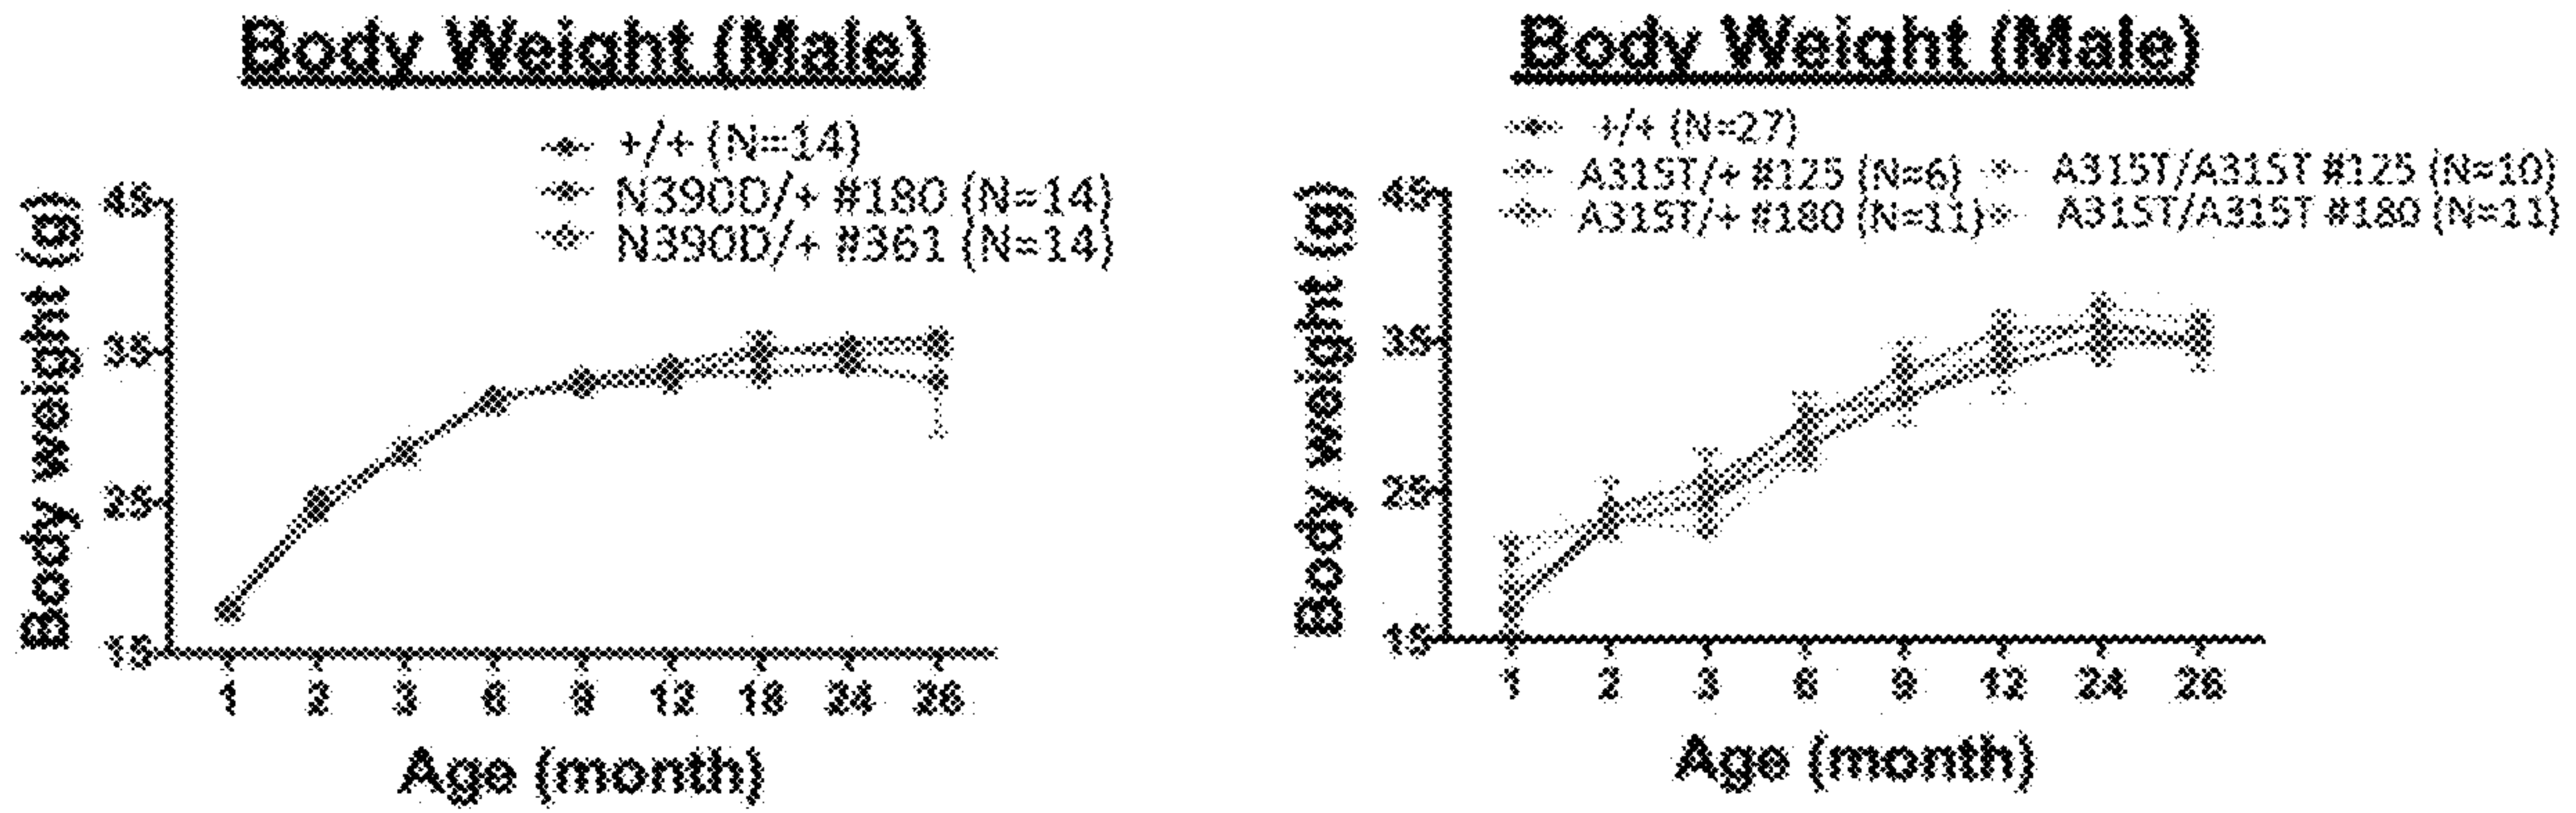 Body Weight (Male)
+/+ (N=14)
N390D/+ #180 (N=14)
N390D/+ #361 (N=14)
Body weight (g)
45
35
25
15
1 2 3 6 9 12 18 24 26
Age (month)
Body Weight (Male)
+/+ (N=27)
A315T/+ #125 (N=6) A315T/A315T #125 (N=10)
A315T/+ #180 (N=11) A315T/A315T #180 (N=11)
Body weight (g)
45
35
25
15
1 2 3 6 9 12 24 26
Age (month)